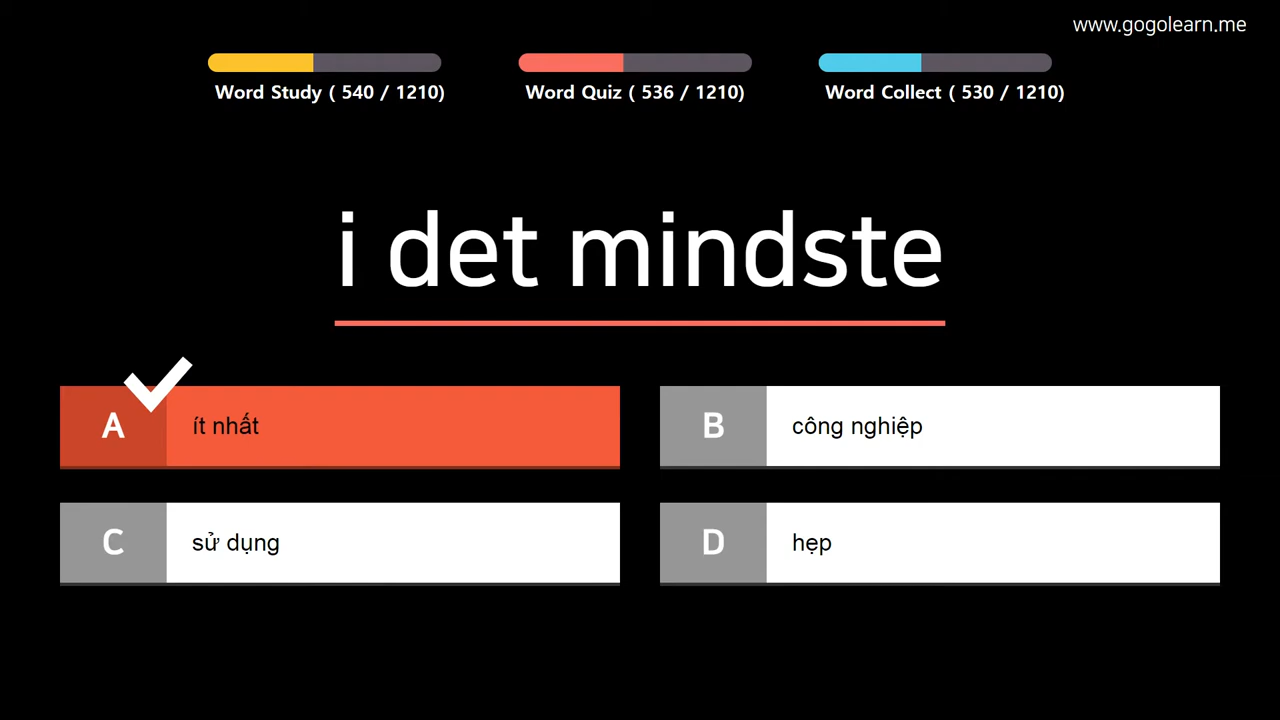 www.gogolearn.me
Word Study ( 540 / 1210)
Word Quiz ( 536 / 1210)
Word Collect ( 530 / 1210)
i det mindste
A ít nhất
B công nghiệp
C sử dụng
D hẹp